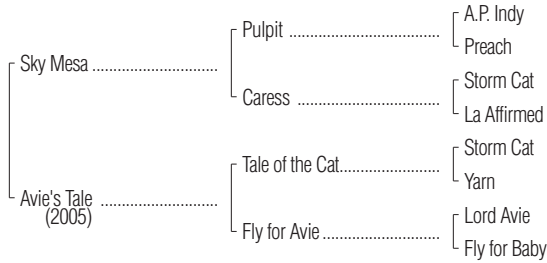 A.P. Indy
Pulpit ....................................
Preach
Sky Mesa ..............................
Storm Cat
Caress ..................................
La Affirmed
Storm Cat
Tale of the Cat........................
Yarn
Avie's Tale ............................
(2005)
Lord Avie
Fly for Avie .............................
Fly for Baby